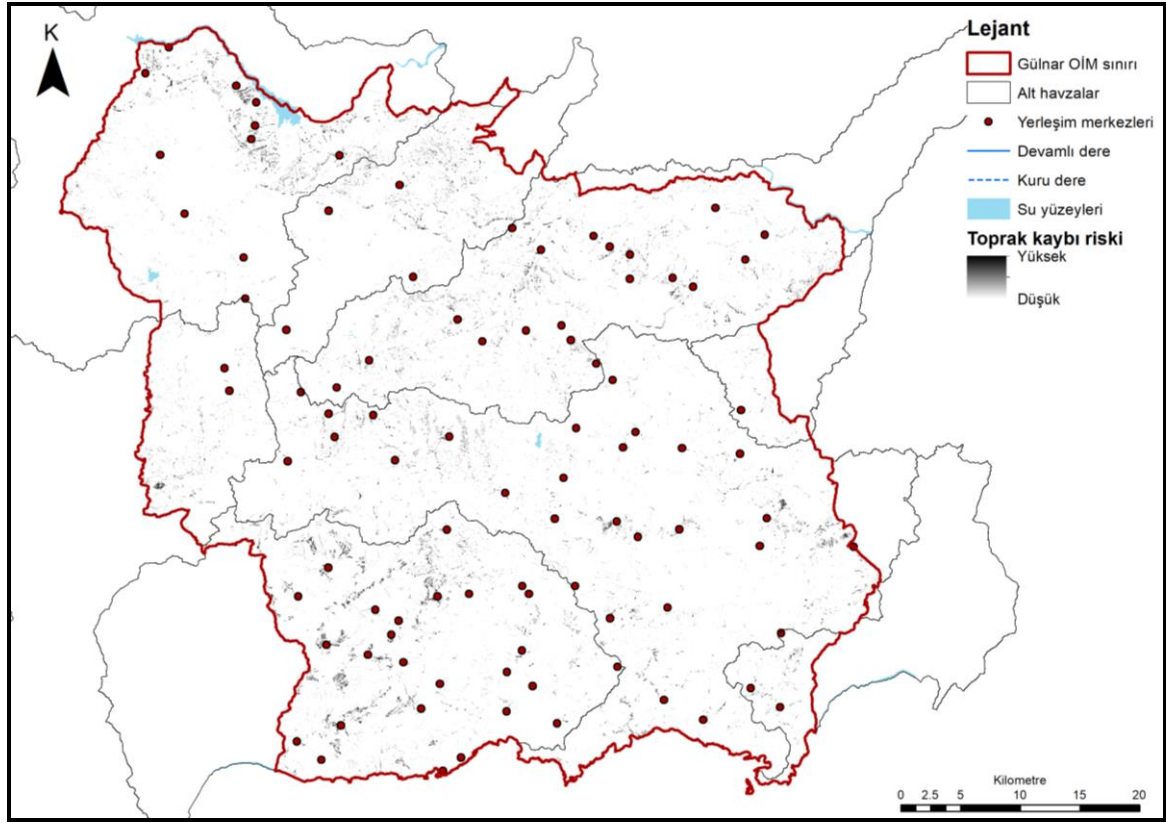 K
Lejant
Gülnar OİM sınırı
Alt havzalar
Yerleşim merkezleri
Devamlı dere
Kuru dere
Su yüzeyleri
Toprak kaybı riski
Yüksek
Düşük
Kilometre
0 2.5 5 10 15 20